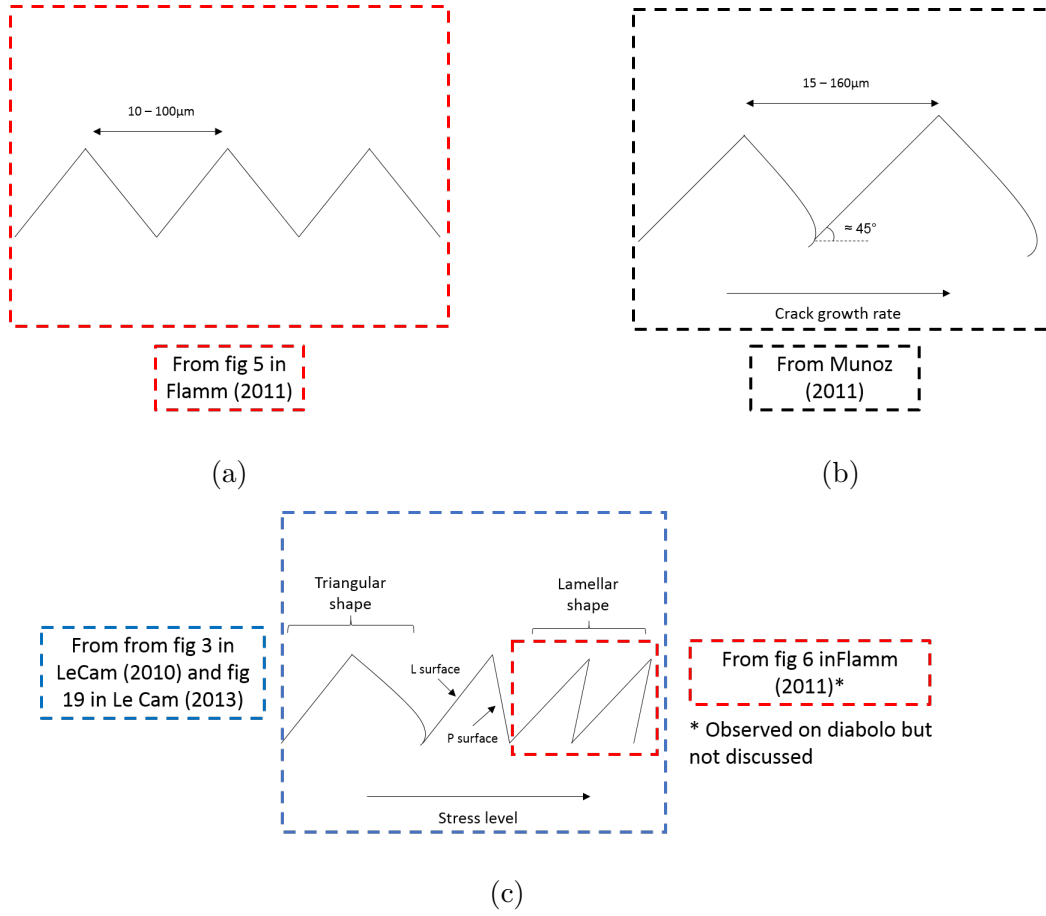 10 – 100µm
From fig 5 in
Flamm (2011)
(a)
15 – 160µm
≈ 45°
Crack growth rate
From Munoz
(2011)
(b)
From from fig 3 in
LeCam (2010) and fig
19 in Le Cam (2013)
Triangular
shape
Lamellar
shape
L surface
P surface
Stress level
From fig 6 inFlamm
(2011)*
* Observed on diabolo but
not discussed
(c)